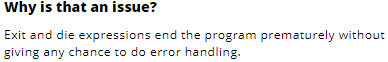 Why is that an issue?
Exit and die expressions end the program prematurely without
giving any chance to do error handling.